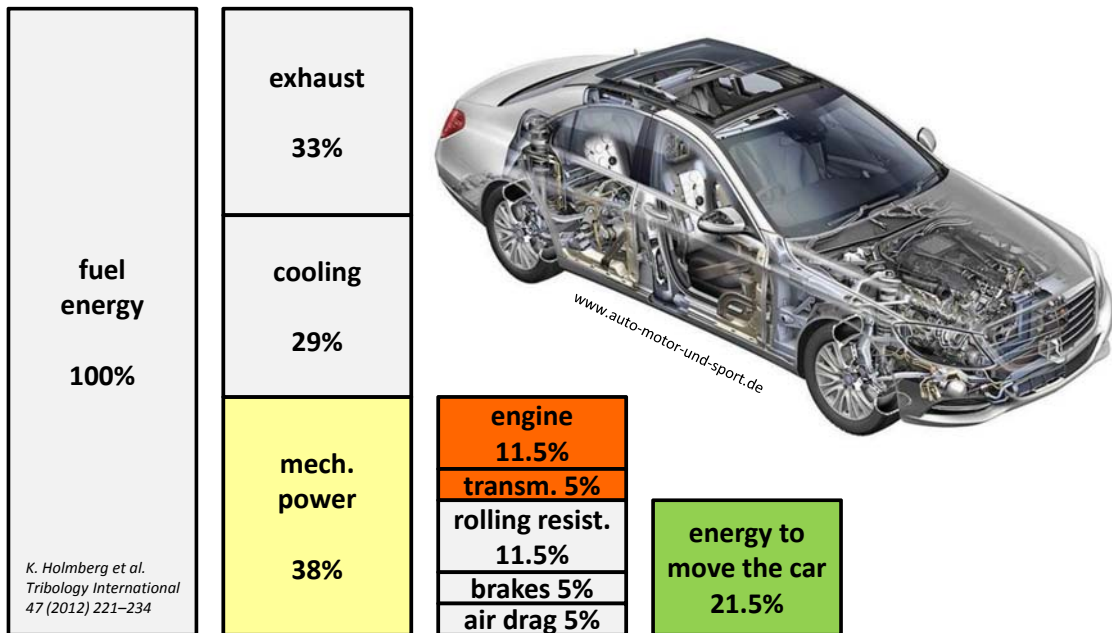 fuel
energy
100%
K. Holmberg et al.
Tribology International
47 (2012) 221–234
exhaust
33%
cooling
29%
mech.
power
38%
engine
11.5%
transm. 5%
rolling resist.
11.5%
brakes 5%
air drag 5%
energy to
move the car
21.5%
www.auto-motor-und-sport.de